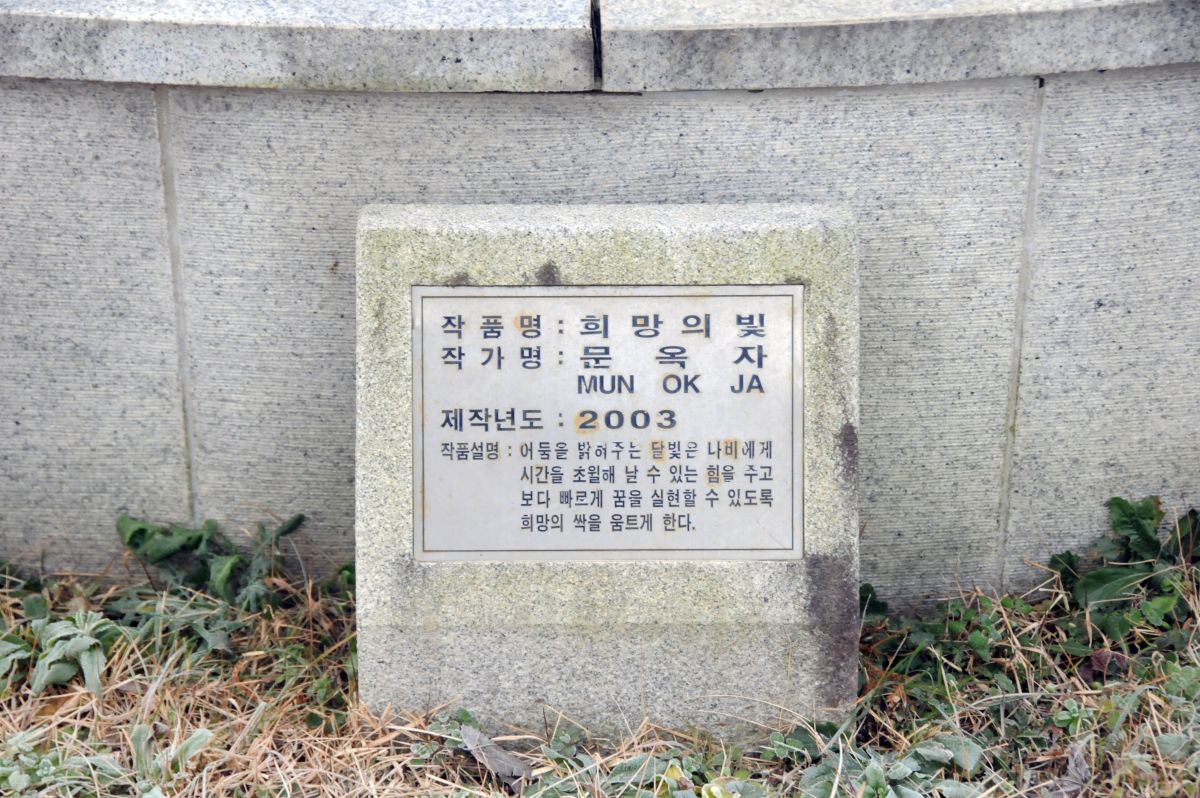 작품명 : 희망의 빛
작가명 : 문 옥 자
MUN OK JA
제작년도 : 2003
작품설명 : 어둠을 밝혀주는 달빛은 나비에게
시간을 초월해 날 수 있는 힘을 주고
보다 빠르게 꿈을 실현할 수 있도록
희망의 싹을 움트게 한다.